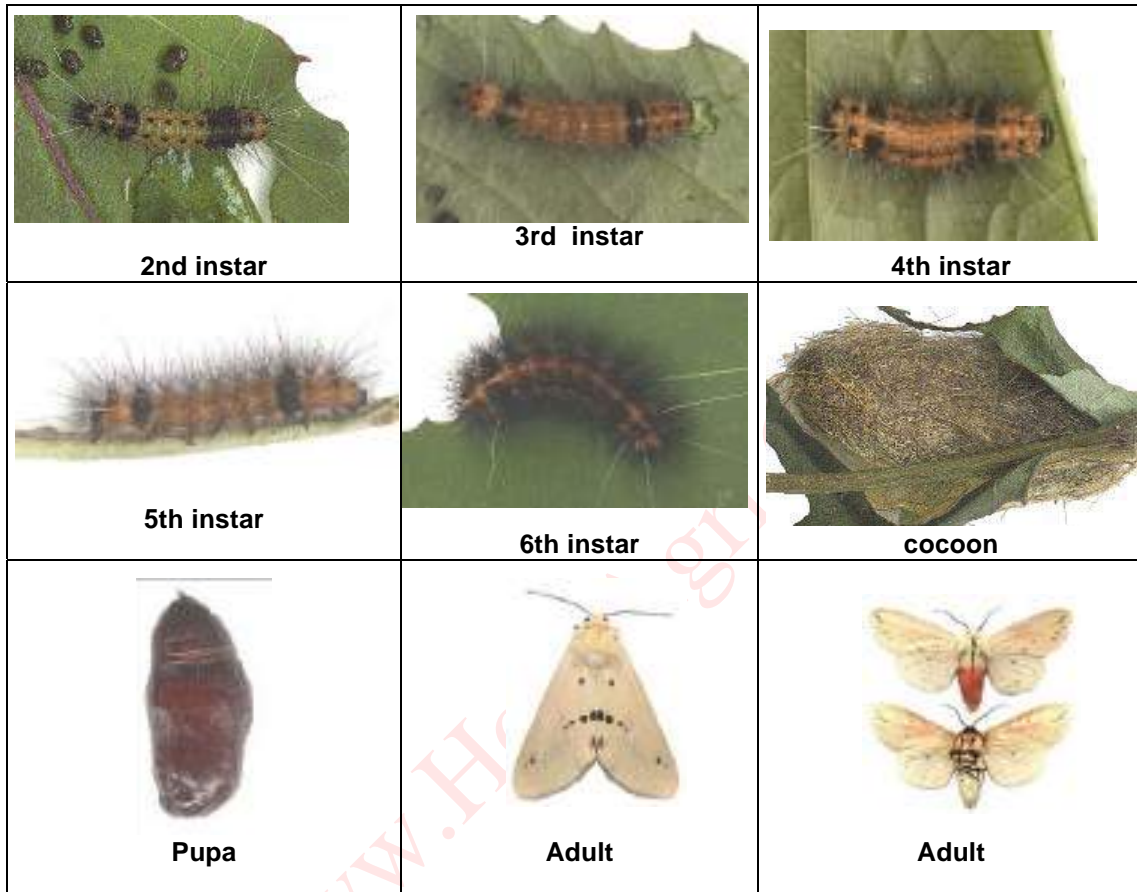 2nd instar
3rd instar
4th instar
5th instar
6th instar
cocoon
Pupa
Adult
Adult